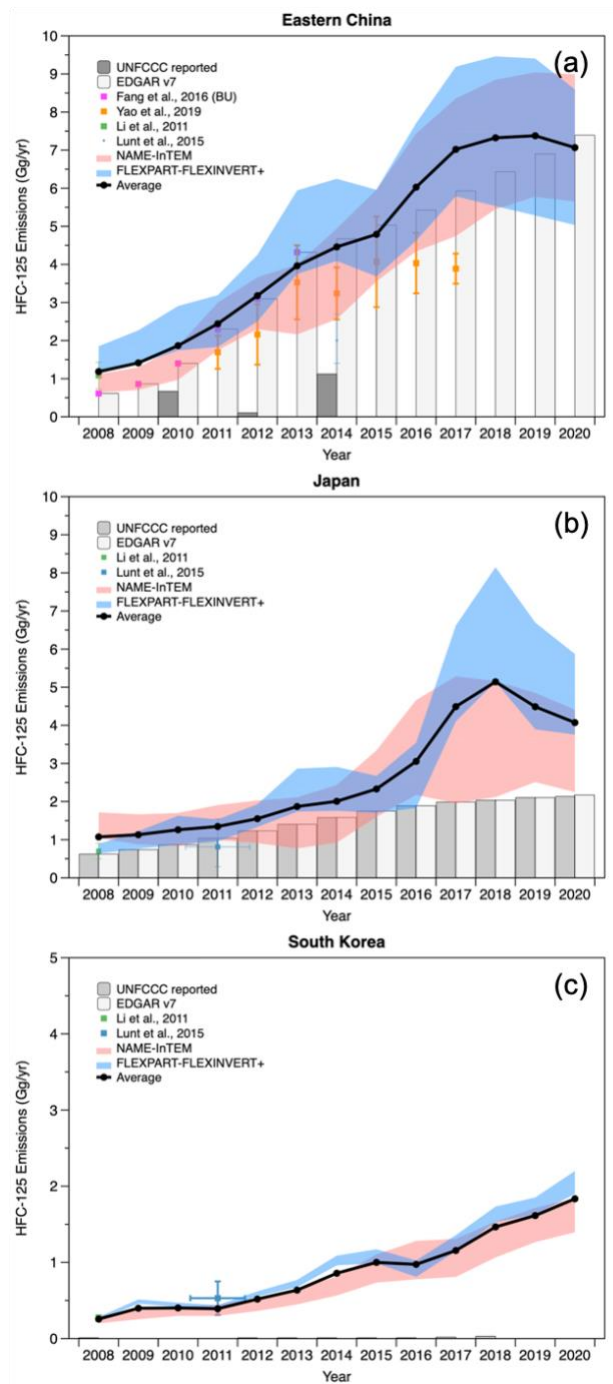 Eastern China
(a)
UNFCCC reported
EDGAR v7
Fang et al., 2016 (BU)
Yao et al., 2019
Li et al., 2011
Lunt et al., 2015
NAME-InTEM
FLEXPART-FLEXINVERT+
Average
HFC-125 Emissions (Gg/yr)
10
9
8
7
6
5
4
3
2
1
0
2008 2009 2010 2011 2012 2013 2014 2015 2016 2017 2018 2019 2020
Year
Japan
(b)
UNFCCC reported
EDGAR v7
Li et al., 2011
Lunt et al., 2015
NAME-InTEM
FLEXPART-FLEXINVERT+
Average
HFC-125 Emissions (Gg/yr)
10
9
8
7
6
5
4
3
2
1
0
2008 2009 2010 2011 2012 2013 2014 2015 2016 2017 2018 2019 2020
Year
South Korea
(c)
UNFCCC reported
EDGAR v7
Li et al., 2011
Lunt et al., 2015
NAME-InTEM
FLEXPART-FLEXINVERT+
Average
HFC-125 Emissions (Gg/yr)
5
4
3
2
1
0
2008 2009 2010 2011 2012 2013 2014 2015 2016 2017 2018 2019 2020
Year